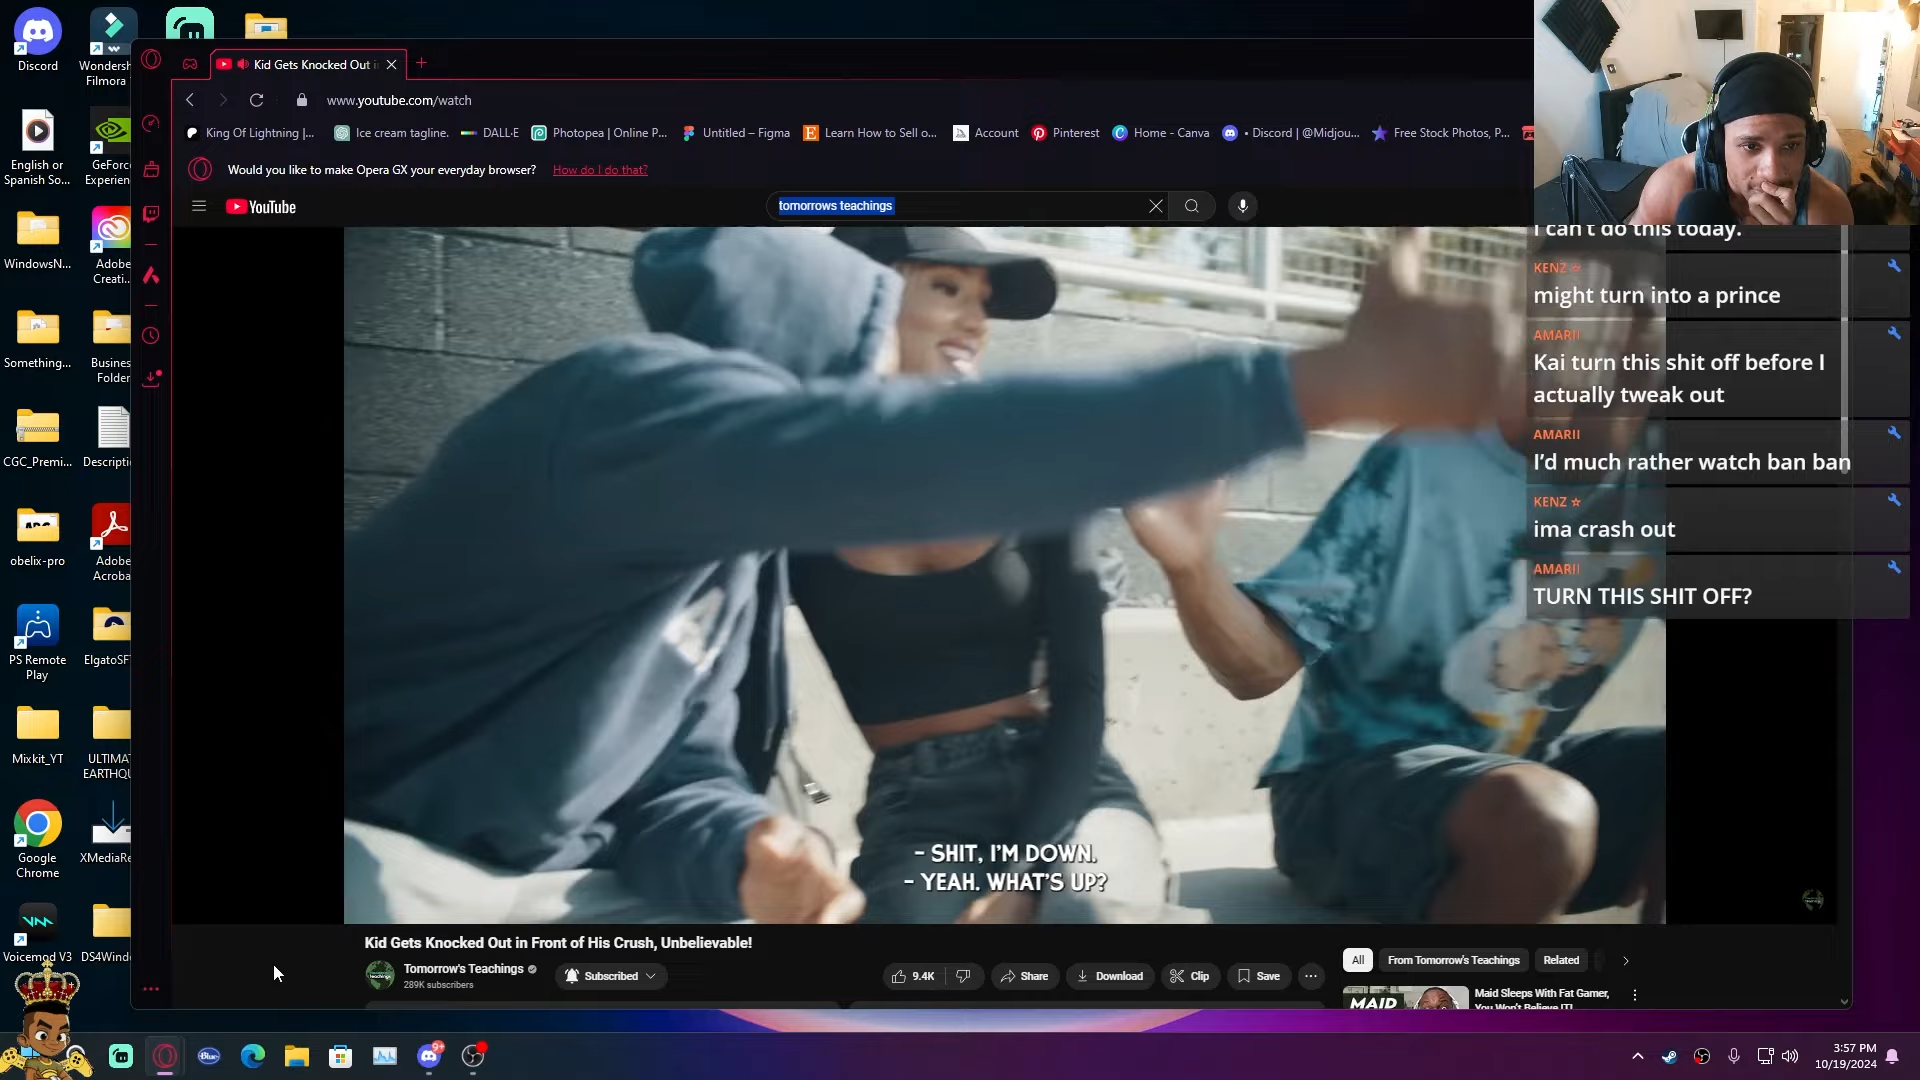 Discord
Wondersh...
Filmora
English or
Spanish So...
GeForc
Experien
WindowsN...
Adobe
Creati...
Something...
Busines
Folder
CGC_Premi...
Descripti
obelix-pro
Adobe
Acroba
PS Remote
Play
ElgatoSF
Mixkit_YT
ULTIMA
EARTHQU
Google
Chrome
XMediaRe
Voicemod V3
DS4Windo
Kid Gets Knocked Out i
www.youtube.com/watch
King Of Lightning |...
Ice cream tagline.
DALL·E
Photopea | Online P...
Untitled – Figma
Learn How to Sell o...
Account
Pinterest
Home - Canva
• Discord | @Midjou...
Free Stock Photos, P...
Would you like to make Opera GX your everyday browser? How do I do that?
YouTube
tomorrows teachings
I can't do this today.
KENZ ☆
might turn into a prince
AMARII
Kai turn this shit off before I
actually tweak out
AMARII
I'd much rather watch ban ban
KENZ ☆
ima crash out
AMARII
TURN THIS SHIT OFF?
- SHIT, I'M DOWN.
- YEAH. WHAT'S UP?
Kid Gets Knocked Out in Front of His Crush, Unbelievable!
Tomorrow's Teachings
289K subscribers
Subscribed
9.4K
Share
Download
Clip
Save
All
From Tomorrow's Teachings
Related
MAID
Maid Sleeps With Fat Gamer,
You Won't Believe IT!
Blue
9+
3:57 PM
10/19/2024